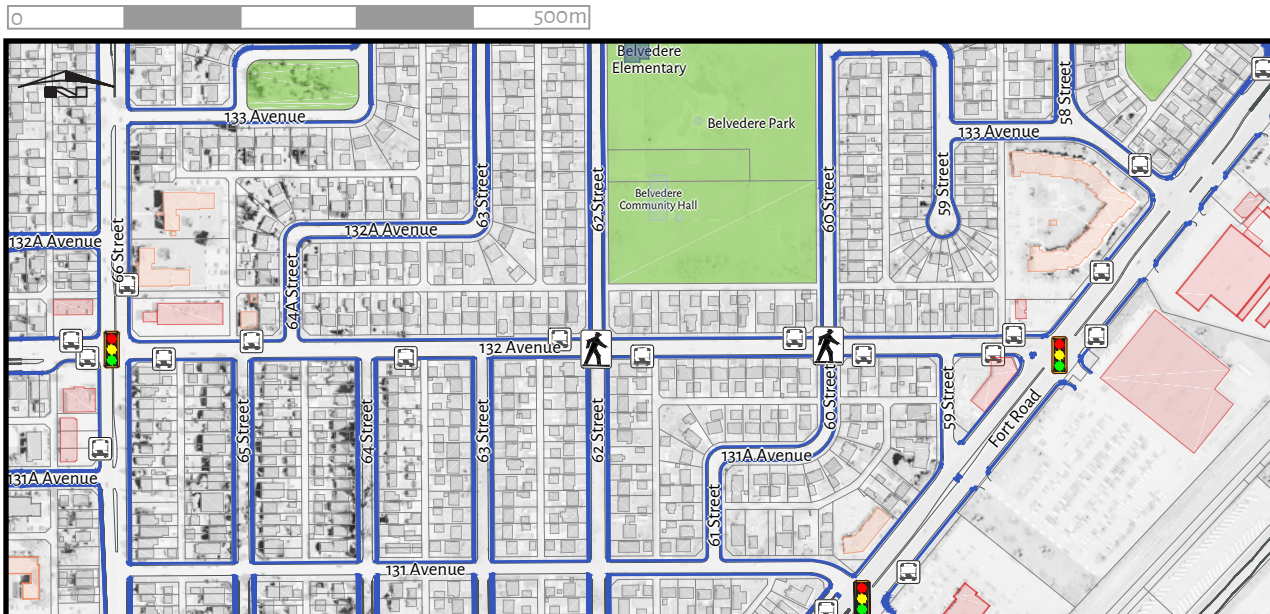 0
500m
Belvedere
Elementary
58 Street
133 Avenue
Belvedere Park
133 Avenue
63 Street
62 Street
Belvedere
Community Hall
60 Street
59 Street
132A Avenue
66 Street
132A Avenue
64A Street
132 Avenue
65 Street
64 Street
63 Street
62 Street
60 Street
59 Street
Fort Road
131A Avenue
131A Avenue
61 Street
131 Avenue